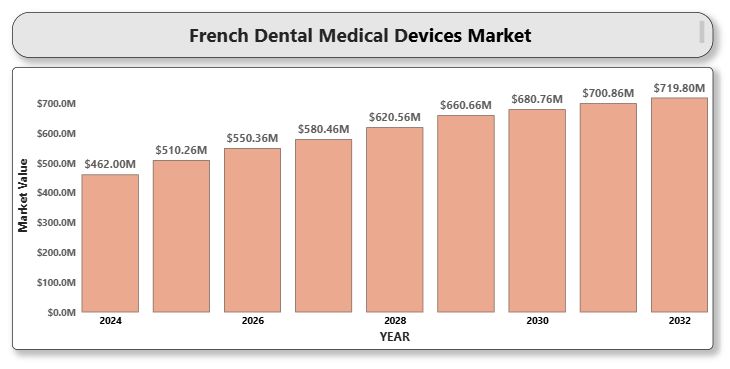 French Dental Medical Devices Market
$700.0M
$600.0M
$500.0M
$400.0M
$300.0M
$200.0M
$100.0M
$0.0M
Market Value
$462.00M
$510.26M
$550.36M
$580.46M
$620.56M
$660.66M
$680.76M
$700.86M
$719.80M
2024
2026
2028
2030
2032
YEAR